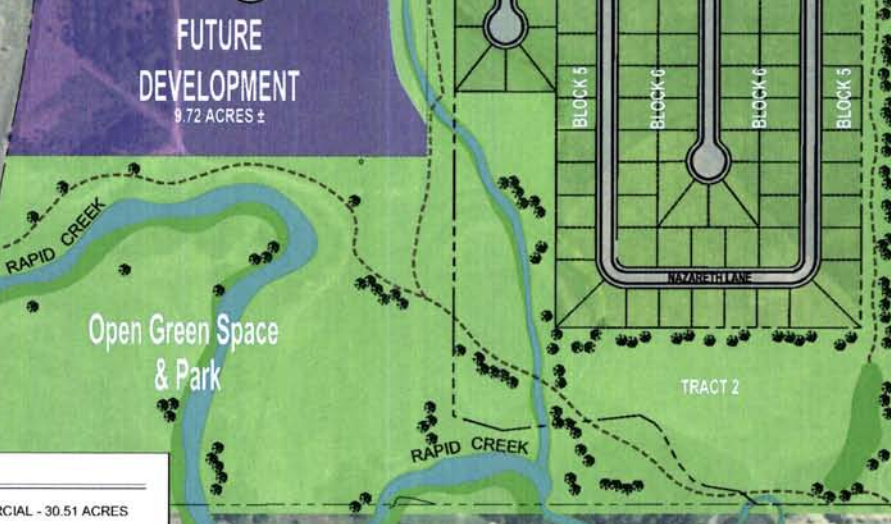 FUTURE
DEVELOPMENT
9.72 ACRES ±
BLOCK 5
BLOCK 6
BLOCK 6
BLOCK 5
RAPID CREEK
NAZARETH LANE
Open Green Space
& Park
TRACT 2
RAPID CREEK
RCIAL - 30.51 ACRES